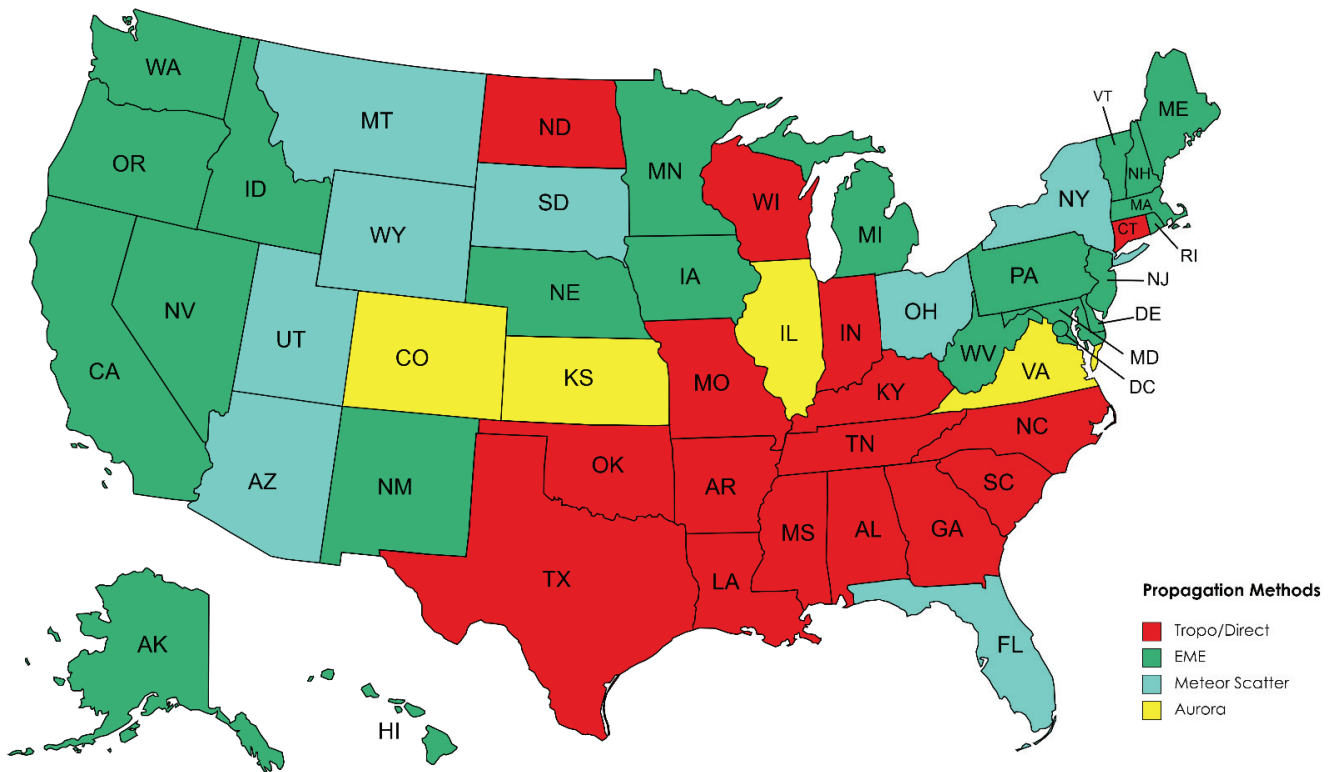 WA
MT
ND
MN
VT
ME
OR
ID
SD
WI
NY
NH
MA
CT
RI
WY
MI
IA
PA
NJ
NE
DE
NV
UT
IL
IN
OH
MD
CO
WV
VA
DC
CA
KS
MO
KY
NC
TN
OK
AZ
NM
AR
SC
MS
AL
GA
TX
LA
Propagation Methods
Tropo/Direct
EME
Meteor Scatter
Aurora
FL
AK
HI